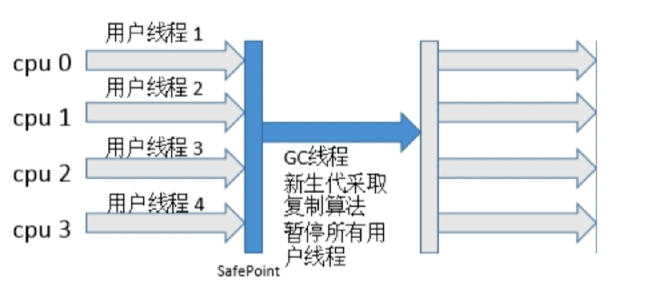 用户线程 1
cpu 0
用户线程 2
cpu 1
用户线程 3
cpu 2
用户线程 4
cpu 3
GC线程
新生代采取
复制算法
暂停所有用
户线程
SafePoint